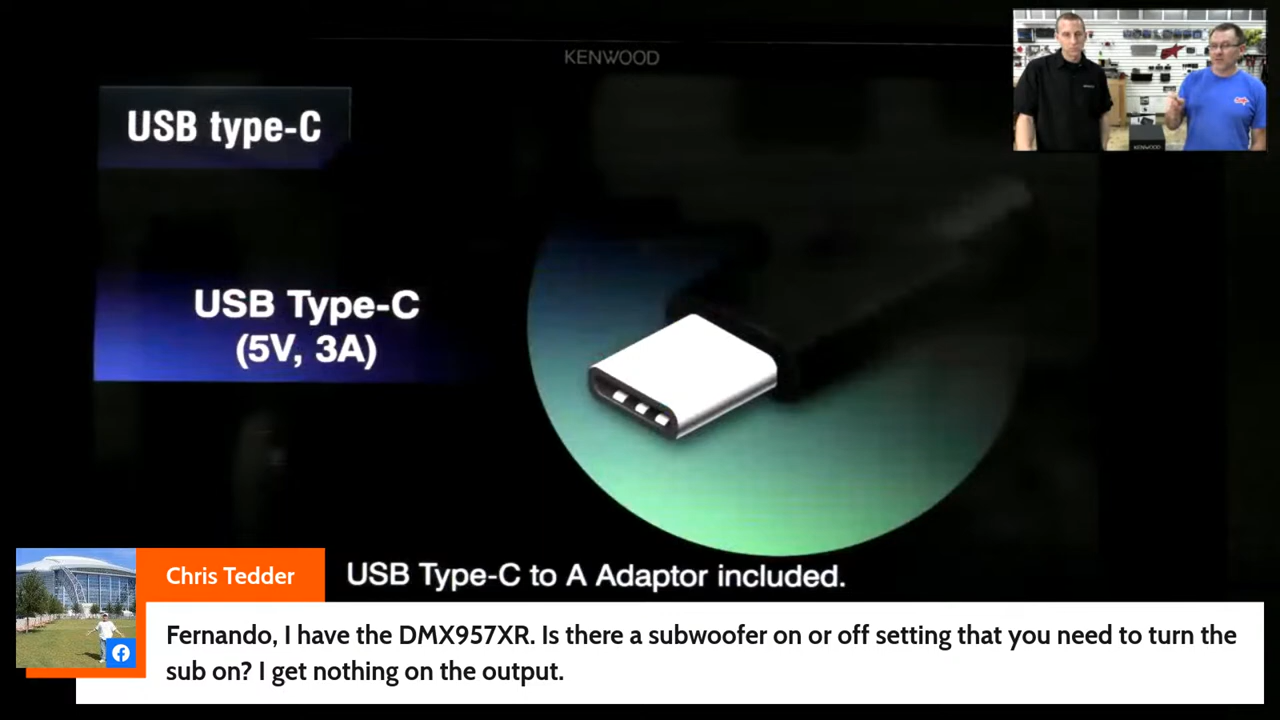 KENWOOD
USB type-C
USB Type-C
(5V, 3A)
KENWOOD
USB Type-C to A Adaptor included.
Chris Tedder
Fernando, I have the DMX957XR. Is there a subwoofer on or off setting that you need to turn the
sub on? I get nothing on the output.